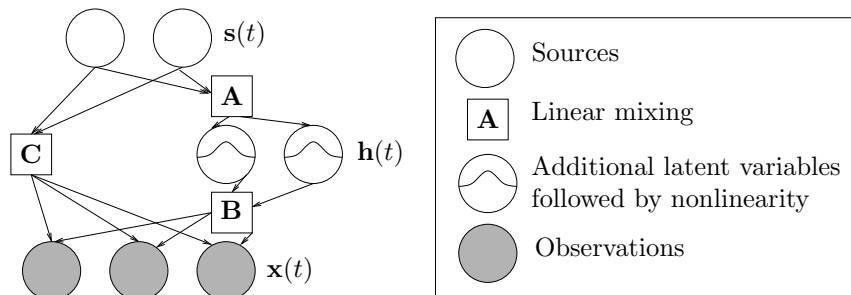 s(t)
A
C
h(t)
B
x(t)
Sources
A
Linear mixing
Additional latent variables
followed by nonlinearity
Observations